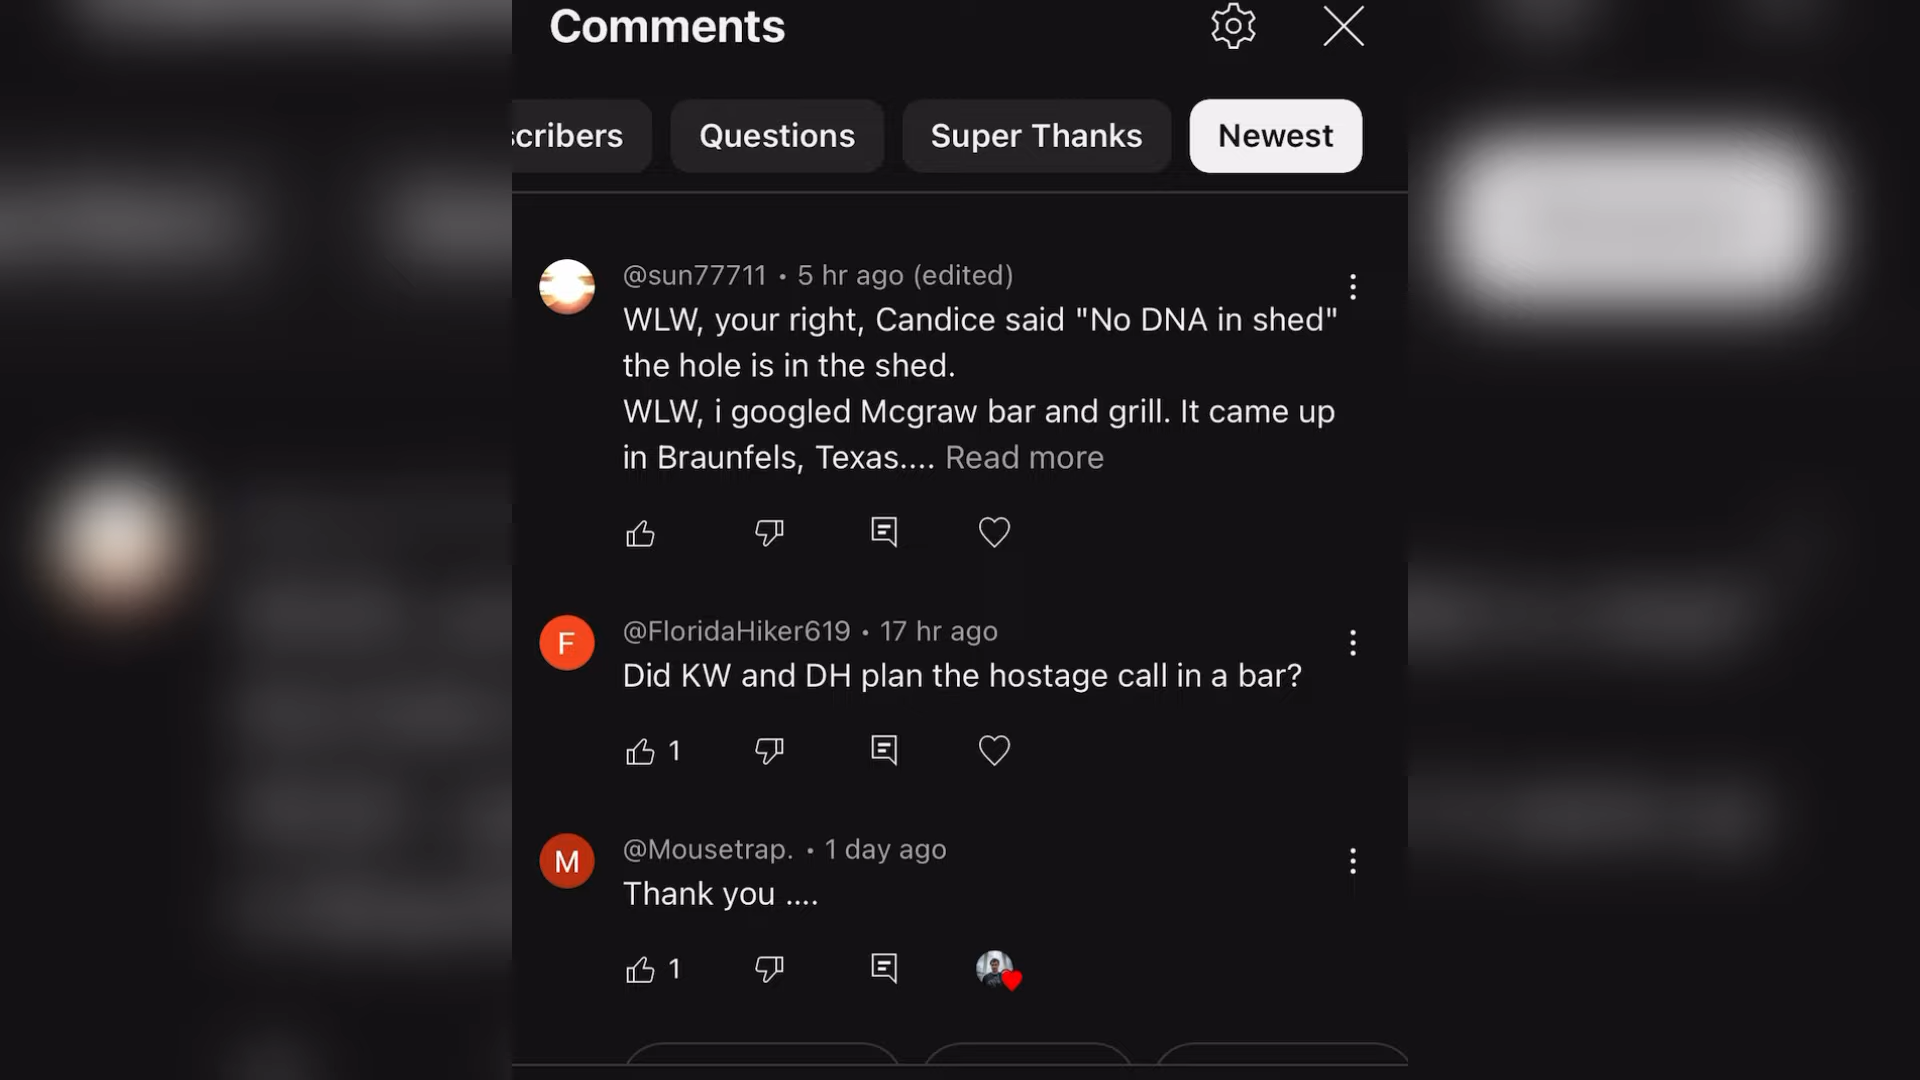 Comments
scribers
Questions
Super Thanks
Newest
@sun77711 • 5 hr ago (edited)
WLW, your right, Candice said "No DNA in shed"
the hole is in the shed.
WLW, i googled Mcgraw bar and grill. It came up
in Braunfels, Texas.... Read more
F
@FloridaHiker619 • 17 hr ago
Did KW and DH plan the hostage call in a bar?
1
M
@Mousetrap. • 1 day ago
Thank you ....
1